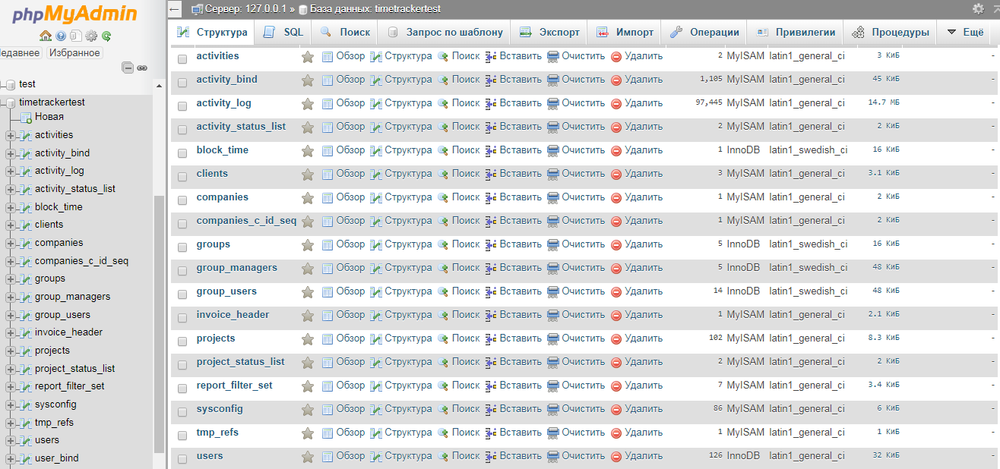 phpMyAdmin
Недавнее Избранное
test
timetrackertest
Новая
activities
activity_bind
activity_log
activity_status_list
block_time
clients
companies
companies_c_id_seq
groups
group_managers
group_users
invoice_header
projects
project_status_list
report_filter_set
sysconfig
tmp_refs
users
user_bind
Сервер: 127.0.0.1 » База данных: timetrackertest
Структура SQL Поиск Запрос по шаблону Экспорт Импорт Операции Привилегии Процедуры Ещё
activities Обзор Структура Поиск Вставить Очистить Удалить 2 MyISAM latin1_general_ci 3 КиБ -
activity_bind Обзор Структура Поиск Вставить Очистить Удалить 1,105 MyISAM latin1_general_ci 45 КиБ -
activity_log Обзор Структура Поиск Вставить Очистить Удалить 97,445 MyISAM latin1_general_ci 14.7 МБ -
activity_status_list Обзор Структура Поиск Вставить Очистить Удалить 2 MyISAM latin1_general_ci 2 КиБ -
block_time Обзор Структура Поиск Вставить Очистить Удалить 1 InnoDB latin1_swedish_ci 16 КиБ -
clients Обзор Структура Поиск Вставить Очистить Удалить 3 MyISAM latin1_general_ci 3.1 КиБ -
companies Обзор Структура Поиск Вставить Очистить Удалить 1 MyISAM latin1_general_ci 2 КиБ -
companies_c_id_seq Обзор Структура Поиск Вставить Очистить Удалить 1 MyISAM latin1_general_ci 2 КиБ -
groups Обзор Структура Поиск Вставить Очистить Удалить 5 InnoDB latin1_swedish_ci 16 КиБ -
group_managers Обзор Структура Поиск Вставить Очистить Удалить 5 InnoDB latin1_swedish_ci 48 КиБ -
group_users Обзор Структура Поиск Вставить Очистить Удалить 14 InnoDB latin1_swedish_ci 48 КиБ -
invoice_header Обзор Структура Поиск Вставить Очистить Удалить 1 MyISAM latin1_general_ci 2.1 КиБ -
projects Обзор Структура Поиск Вставить Очистить Удалить 102 MyISAM latin1_general_ci 8.3 КиБ -
project_status_list Обзор Структура Поиск Вставить Очистить Удалить 2 MyISAM latin1_general_ci 2 КиБ -
report_filter_set Обзор Структура Поиск Вставить Очистить Удалить 7 MyISAM latin1_general_ci 3.4 КиБ -
sysconfig Обзор Структура Поиск Вставить Очистить Удалить 86 MyISAM latin1_general_ci 6 КиБ -
tmp_refs Обзор Структура Поиск Вставить Очистить Удалить 1 MyISAM latin1_general_ci 1 КиБ -
users Обзор Структура Поиск Вставить Очистить Удалить 126 InnoDB latin1_general_ci 32 КиБ -